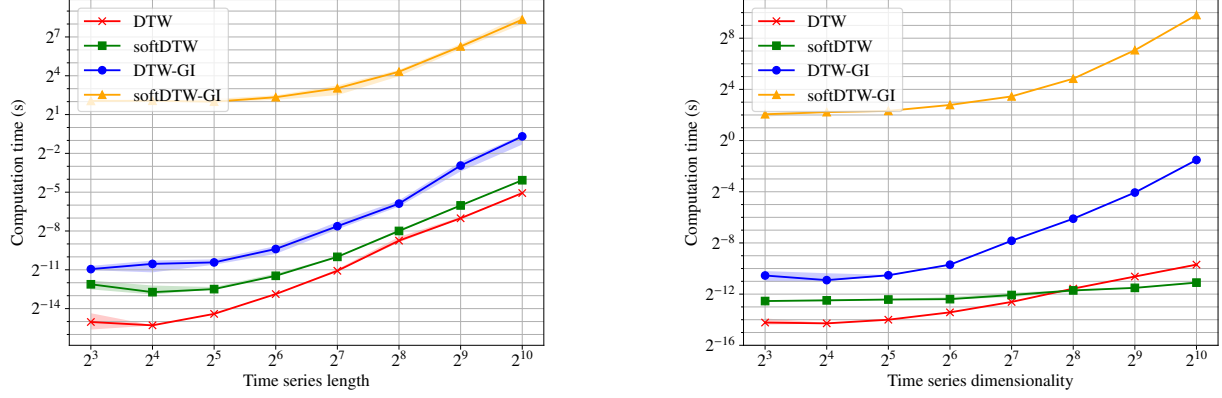 DTW
softDTW
DTW-GI
softDTW-GI
2^7
2^4
2^1
2^-2
2^-5
2^-8
2^-11
2^-14
Computation time (s)
2^3 2^4 2^5 2^6 2^7 2^8 2^9 2^10
Time series length
DTW
softDTW
DTW-GI
softDTW-GI
2^8
2^4
2^0
2^-4
2^-8
2^-12
2^-16
Computation time (s)
2^3 2^4 2^5 2^6 2^7 2^8 2^9 2^10
Time series dimensionality